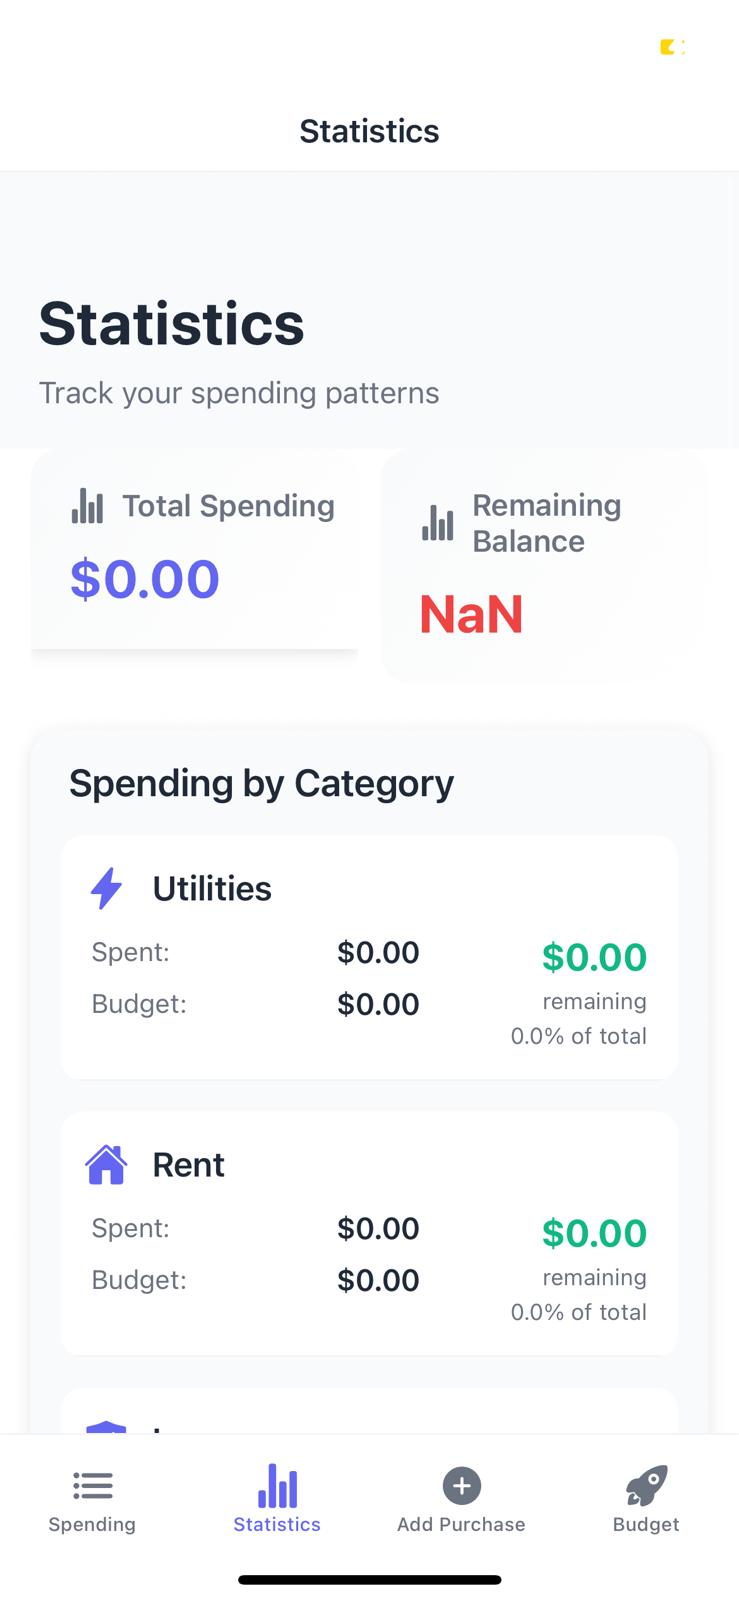 Statistics
Statistics
Track your spending patterns
Total Spending
$0.00
Remaining
Balance
NaN
Spending by Category
Utilities
Spent:
$0.00
$0.00
Budget:
$0.00
remaining
0.0% of total
Rent
Spent:
$0.00
$0.00
Budget:
$0.00
remaining
0.0% of total
Spending
Statistics
Add Purchase
Budget